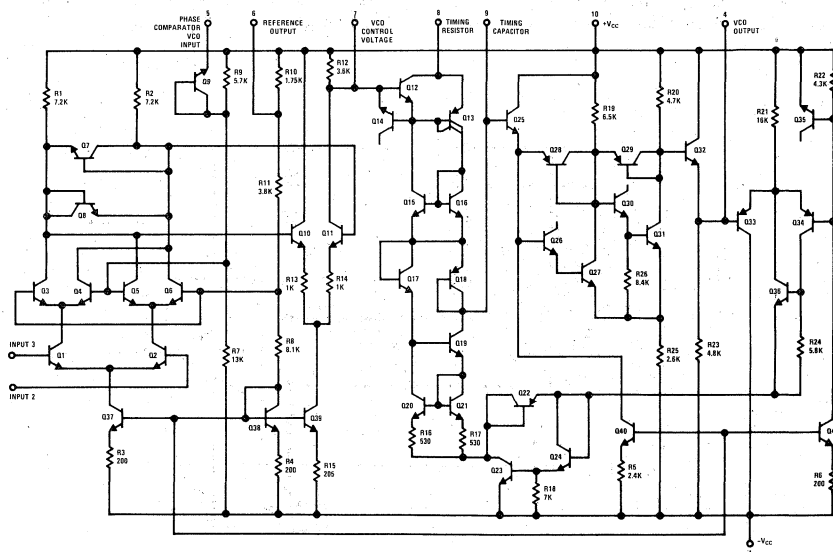 5
PHASE
COMPARATOR
VCO
INPUT
6
REFERENCE
OUTPUT
7
VCO
CONTROL
VOLTAGE
8
TIMING
RESISTOR
9
TIMING
CAPACITOR
10
+VCC
4
VCO
OUTPUT
R1
7.2K
R2
7.2K
Q9
R9
5.7K
R10
1.75K
R12
3.6K
Q12
Q14
Q13
Q25
R19
6.5K
R20
4.7K
Q32
R21
16K
R22
4.3K
Q35
Q7
Q8
R11
3.8K
Q10
Q11
Q15
Q16
Q28
Q29
Q30
Q31
Q33
Q34
Q3
Q4
Q5
Q6
R13
1K
R14
1K
Q17
Q18
Q26
Q27
R26
8.4K
Q36
INPUT 3
Q1
Q2
INPUT 2
R7
13K
R8
8.1K
Q19
R25
2.6K
R23
4.8K
R24
5.8K
Q37
Q38
Q39
Q20
Q21
Q22
R16
530
R17
530
Q23
Q24
R18
7K
Q40
R3
200
R4
200
R15
205
R5
2.4K
R6
200
-VCC